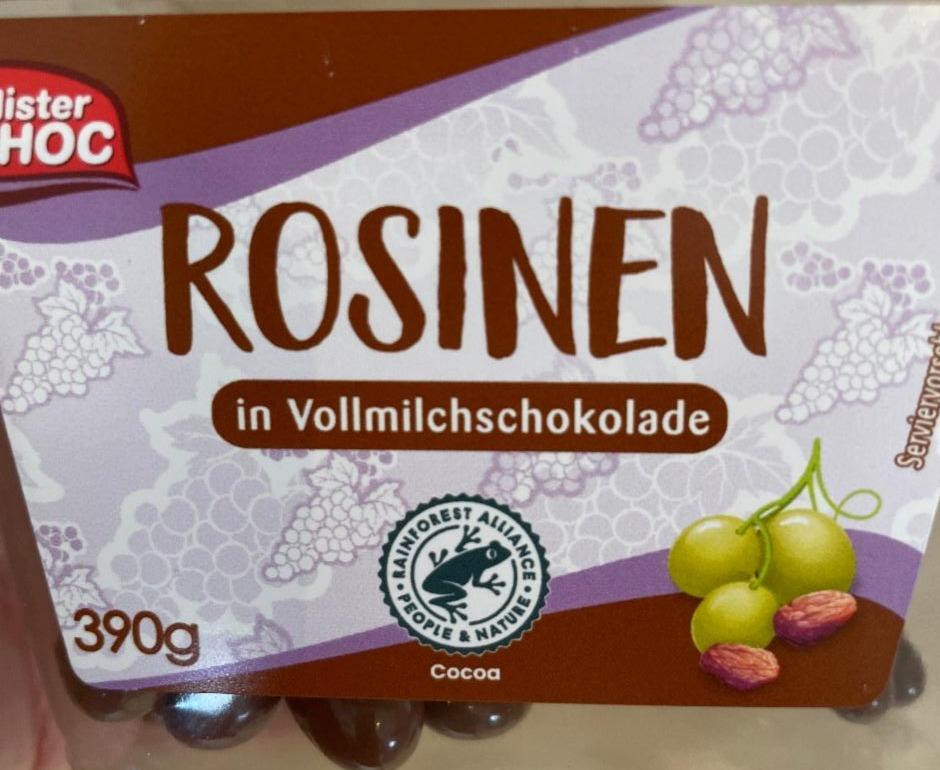 ister
HOC
ROSINEN
in Vollmilchschokolade
RAINFOREST ALLIANCE
PEOPLE & NATURE
Cocoa
390g